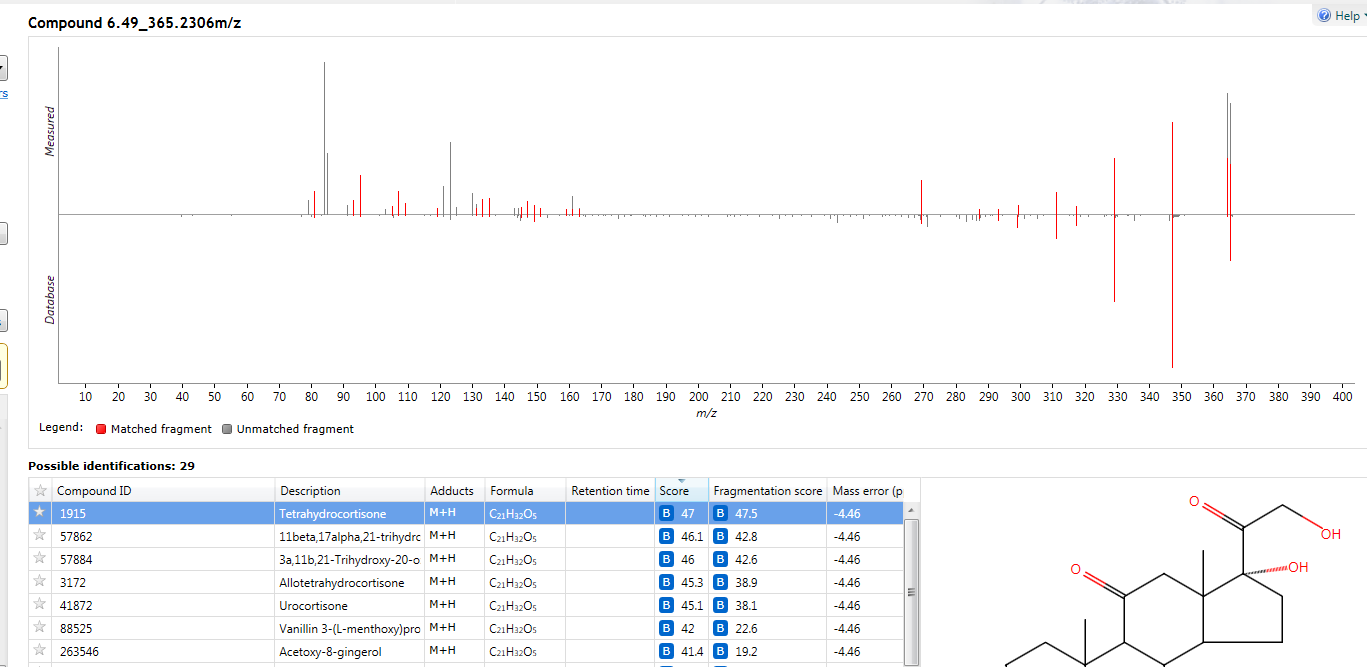 Help
Compound 6.49_365.2306m/z
rs
Measured
Database
10 20 30 40 50 60 70 80 90 100 110 120 130 140 150 160 170 180 190 200 210 220 230 240 250 260 270 280 290 300 310 320 330 340 350 360 370 380 390 400
m/z
Legend: Matched fragment Unmatched fragment
Possible identifications: 29
Compound ID Description Adducts Formula Retention time Score Fragmentation score Mass error (p
1915 Tetrahydrocortisone M+H C₂₁H₃₂O₅ B 47 B 47.5 -4.46
57862 11beta,17alpha,21-trihydrc M+H C₂₁H₃₂O₅ B 46.1 B 42.8 -4.46
57884 3a,11b,21-Trihydroxy-20-o M+H C₂₁H₃₂O₅ B 46 B 42.6 -4.46
3172 Allotetrahydrocortisone M+H C₂₁H₃₂O₅ B 45.3 B 38.9 -4.46
41872 Urocortisone M+H C₂₁H₃₂O₅ B 45.1 B 38.1 -4.46
88525 Vanillin 3-(L-menthoxy)pro M+H C₂₁H₃₂O₅ B 42 B 22.6 -4.46
263546 Acetoxy-8-gingerol M+H C₂₁H₃₂O₅ B 41.4 B 19.2 -4.46
O
OH
O
OH